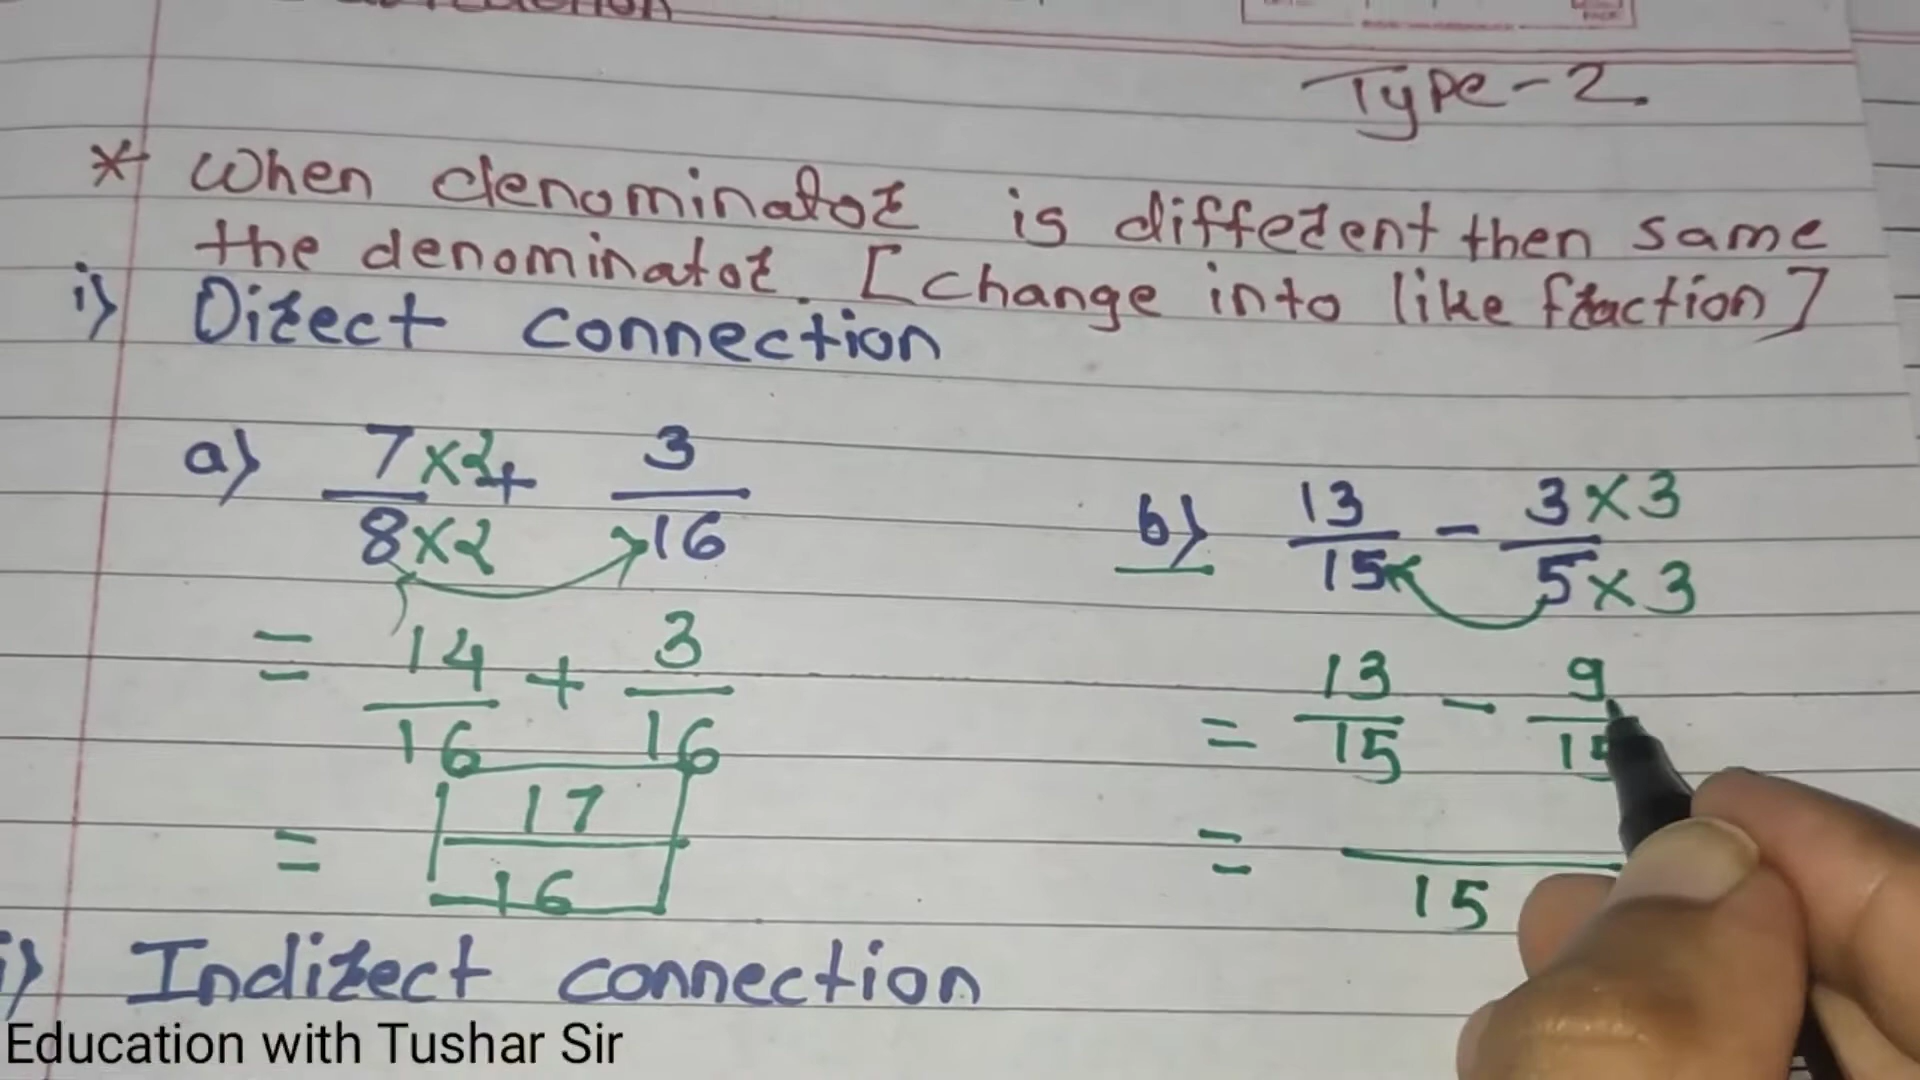 Type-2.
* When denominator is different then same
the denominator. [Change into like fraction]
i) Direct connection
a) 7×2/8×2 + 3/16
= 14/16 + 3/16
= 17/16
b) 13/15 - 3×3/5×3
= 13/15 - 9/15
= /15
Indirect connection
Education with Tushar Sir